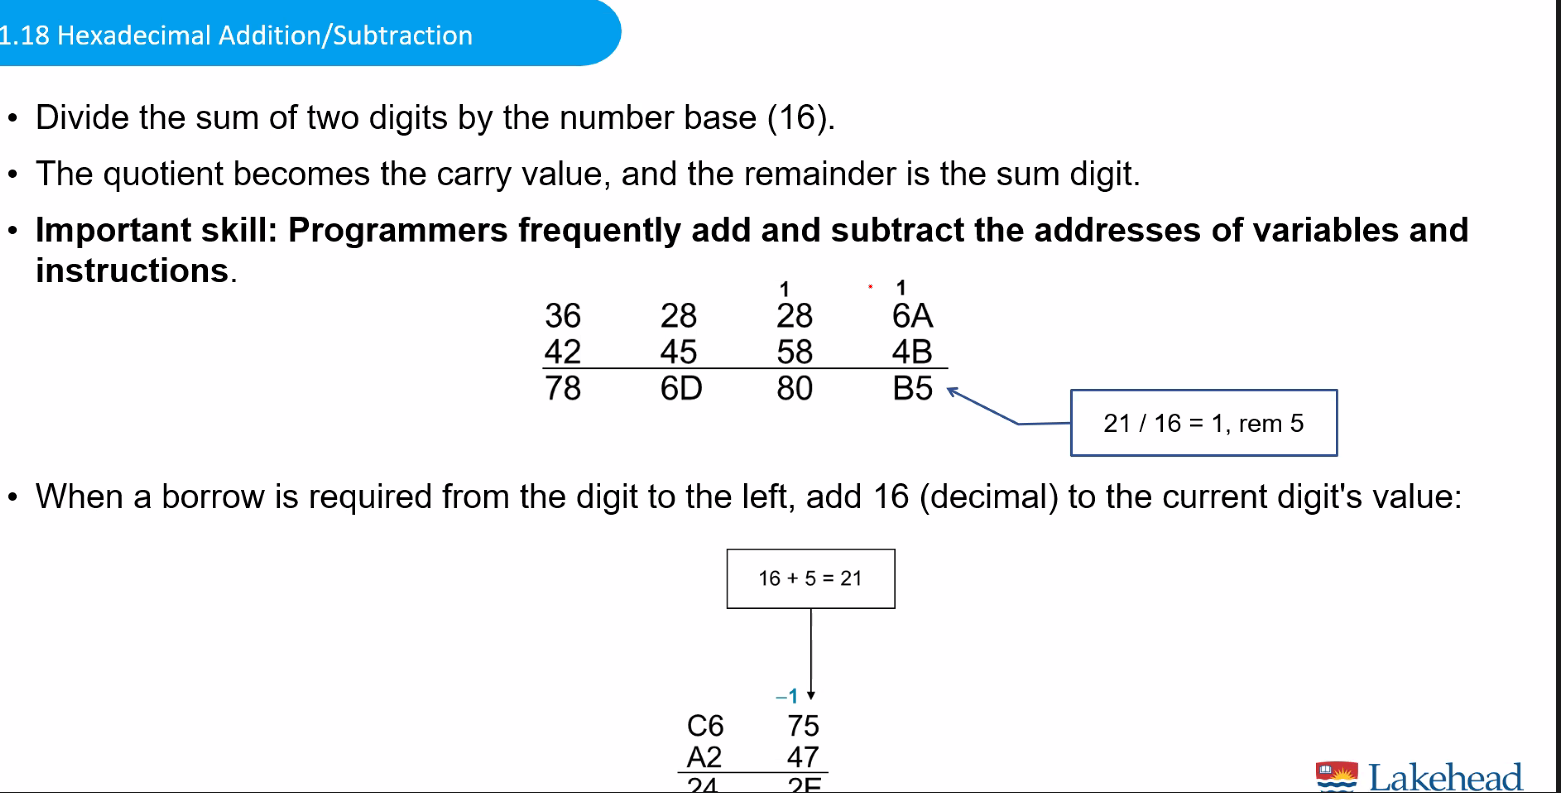 1.18 Hexadecimal Addition/Subtraction
• Divide the sum of two digits by the number base (16).
• The quotient becomes the carry value, and the remainder is the sum digit.
• Important skill: Programmers frequently add and subtract the addresses of variables and
instructions.
1 1
36 28 28 6A
42 45 58 4B
78 6D 80 B5
21 / 16 = 1, rem 5
• When a borrow is required from the digit to the left, add 16 (decimal) to the current digit's value:
16 + 5 = 21
–1
C6 75
A2 47
24 2E
Lakehead